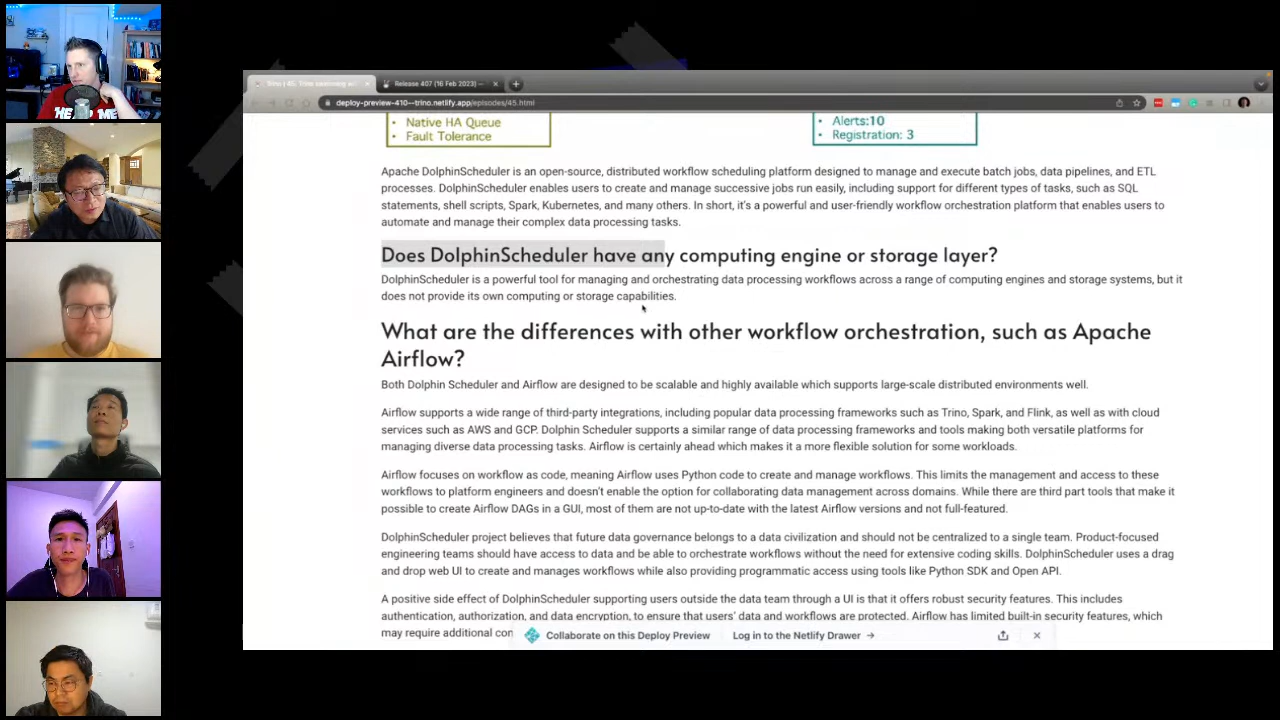 Release 407 (16 Feb 2023) —
deploy-preview-410--trino.netlify.app/episodes/45.html
• Native HA Queue
• Fault Tolerance
• Alerts:10
• Registration: 3
Apache DolphinScheduler is an open-source, distributed workflow scheduling platform designed to manage and execute batch jobs, data pipelines, and ETL
processes. DolphinScheduler enables users to create and manage successive jobs run easily, including support for different types of tasks, such as SQL
statements, shell scripts, Spark, Kubernetes, and many others. In short, it's a powerful and user-friendly workflow orchestration platform that enables users to
automate and manage their complex data processing tasks.
Does DolphinScheduler have any computing engine or storage layer?
DolphinScheduler is a powerful tool for managing and orchestrating data processing workflows across a range of computing engines and storage systems, but it
does not provide its own computing or storage capabilities.
What are the differences with other workflow orchestration, such as Apache
Airflow?
Both Dolphin Scheduler and Airflow are designed to be scalable and highly available which supports large-scale distributed environments well.
Airflow supports a wide range of third-party integrations, including popular data processing frameworks such as Trino, Spark, and Flink, as well as with cloud
services such as AWS and GCP. Dolphin Scheduler supports a similar range of data processing frameworks and tools making both versatile platforms for
managing diverse data processing tasks. Airflow is certainly ahead which makes it a more flexible solution for some workloads.
Airflow focuses on workflow as code, meaning Airflow uses Python code to create and manage workflows. This limits the management and access to these
workflows to platform engineers and doesn't enable the option for collaborating data management across domains. While there are third part tools that make it
possible to create Airflow DAGs in a GUI, most of them are not up-to-date with the latest Airflow versions and not full-featured.
DolphinScheduler project believes that future data governance belongs to a data civilization and should not be centralized to a single team. Product-focused
engineering teams should have access to data and be able to orchestrate workflows without the need for extensive coding skills. DolphinScheduler uses a drag
and drop web UI to create and manages workflows while also providing programmatic access using tools like Python SDK and Open API.
A positive side effect of DolphinScheduler supporting users outside the data team through a UI is that it offers robust security features. This includes
authentication, authorization, and data encryption, to ensure that users' data and workflows are protected. Airflow has limited built-in security features, which
may require additional con
Collaborate on this Deploy Preview Log in to the Netlify Drawer →